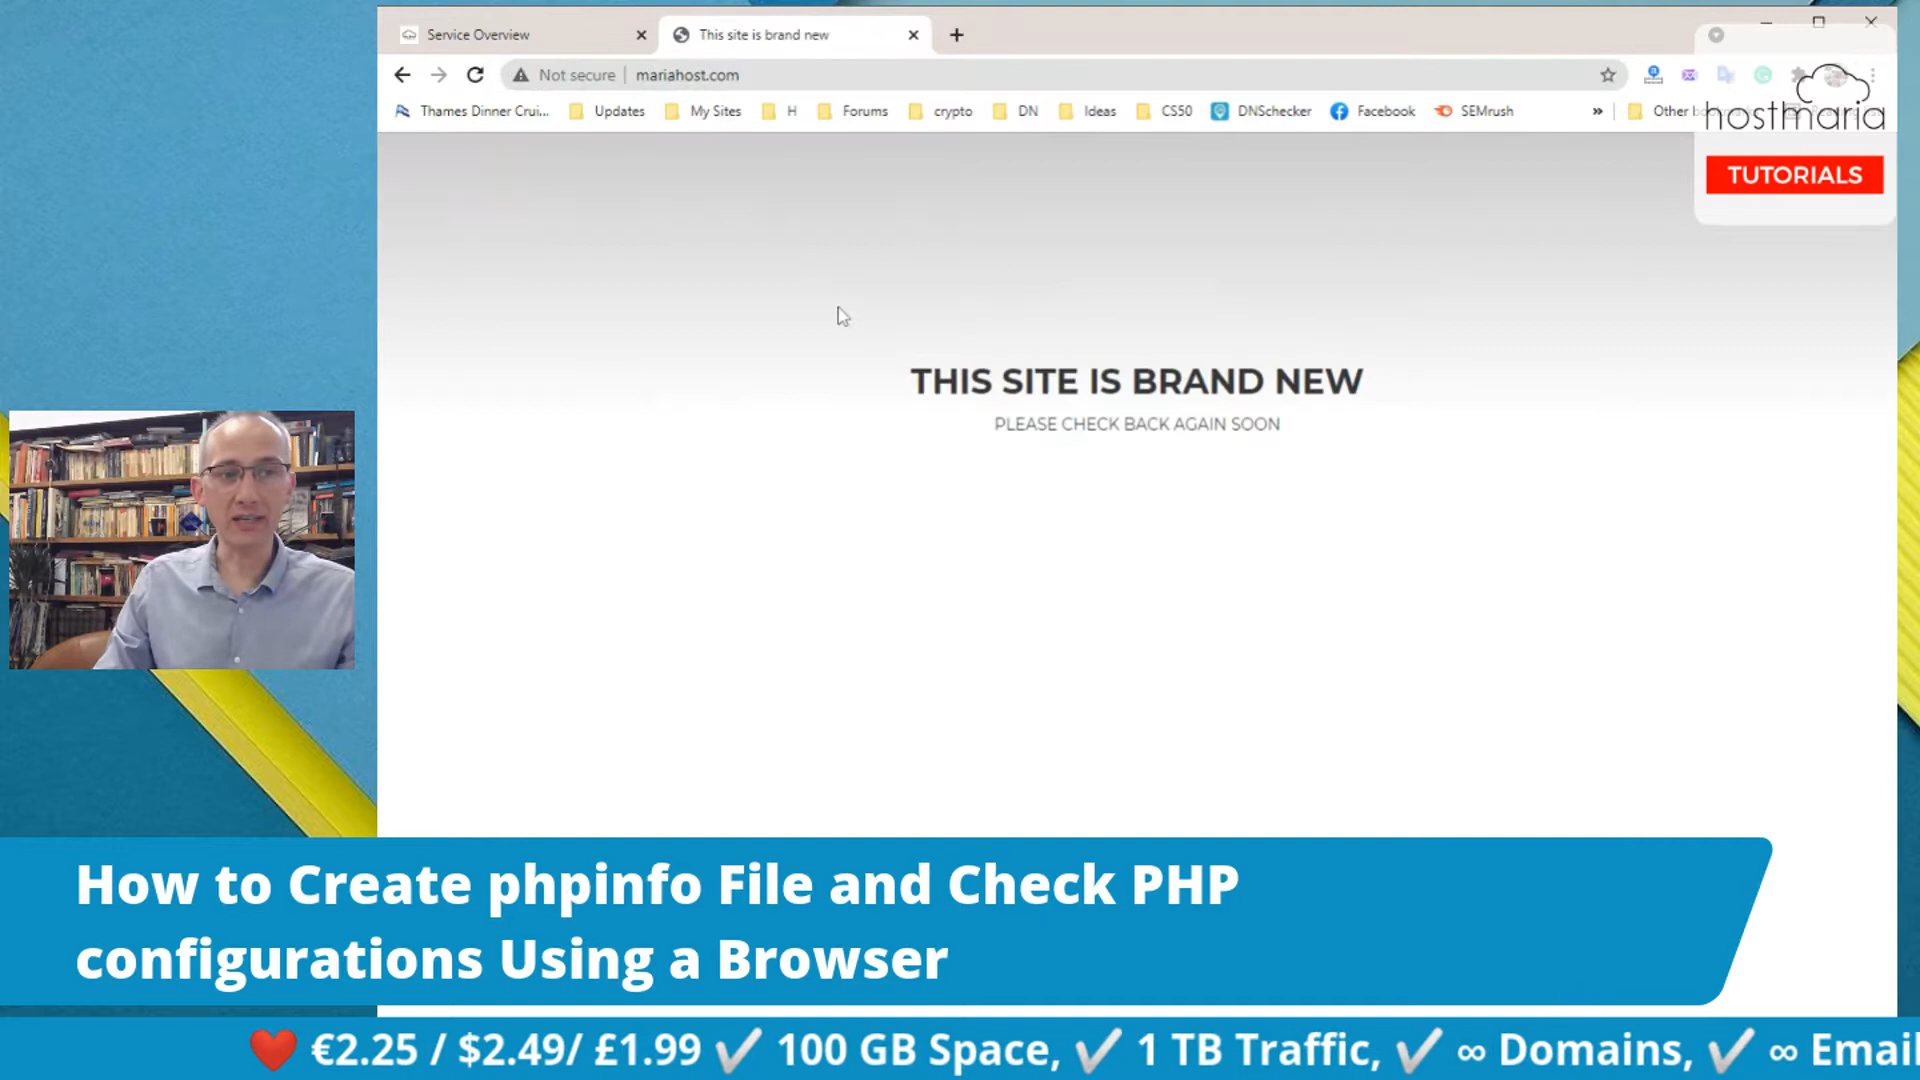 Service Overview
This site is brand new
Not secure
mariahost.com
Thames Dinner Crui...
Updates
My Sites
H
Forums
crypto
DN
Ideas
CS50
DNSchecker
Facebook
SEMrush
»
Other
hostmaria
TUTORIALS
THIS SITE IS BRAND NEW
PLEASE CHECK BACK AGAIN SOON
How to Create phpinfo File and Check PHP
configurations Using a Browser
❤️ €2.25 / $2.49/ £1.99 ✔ 100 GB Space, ✔ 1 TB Traffic, ✔ ∞ Domains, ✔ ∞ Email